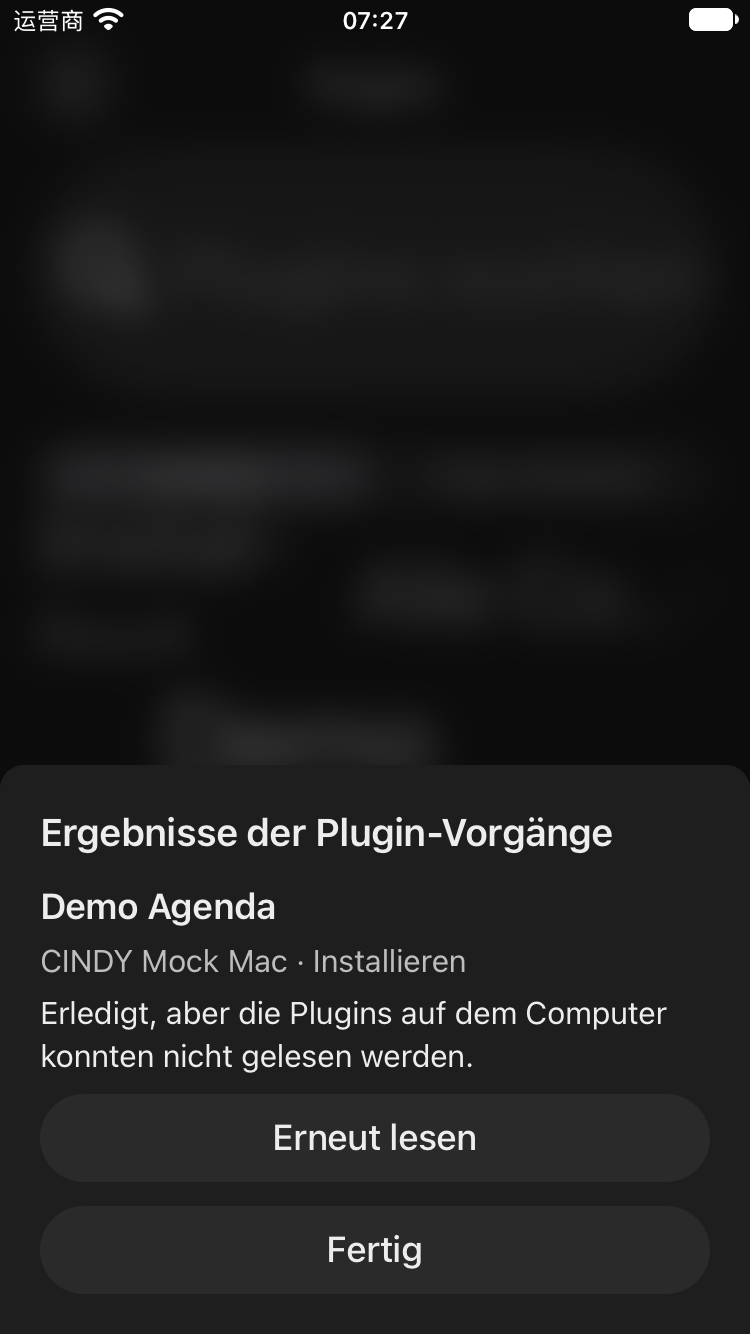 运营商
07:27
Ergebnisse der Plugin-Vorgänge
Demo Agenda
CINDY Mock Mac · Installieren
Erledigt, aber die Plugins auf dem Computer
konnten nicht gelesen werden.
Erneut lesen
Fertig